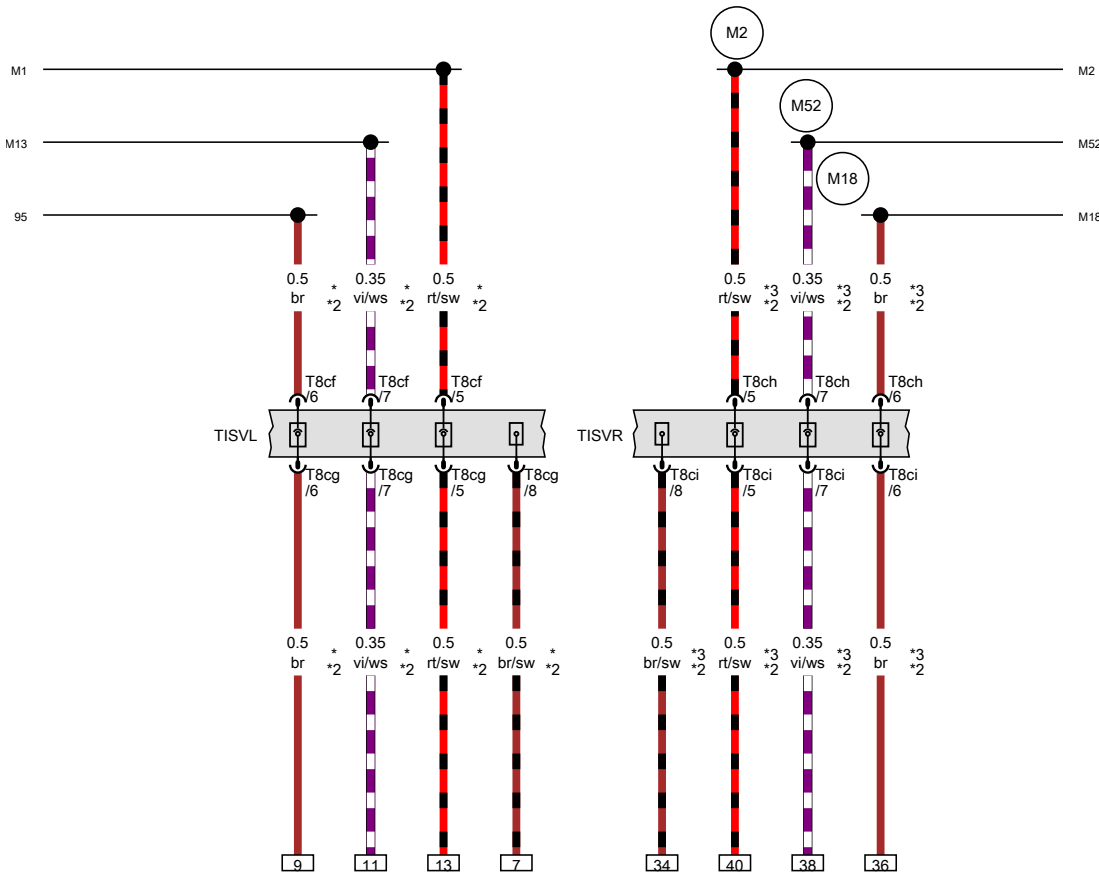 M2
M1
M2
M52
M13
M52
M18
95
M18
0.5 0.35 0.5 0.5 0.35 0.5
br * vi/ws * rt/sw * rt/sw *3 vi/ws *3 br *3
*2 *2 *2 *2 *2 *2
T8cf T8cf T8cf T8ch T8ch T8ch
/6 /7 /5 /5 /7 /6
TISVL TISVR
T8cg T8cg T8cg T8cg T8ci T8ci T8ci T8ci
/6 /7 /5 /8 /8 /5 /7 /6
0.5 0.35 0.5 0.5 0.5 0.5 0.35 0.5
br * vi/ws * rt/sw * br/sw * br/sw *3 rt/sw *3 vi/ws *3 br *3
*2 *2 *2 *2 *2 *2 *2 *2
9 11 13 7 34 40 38 36